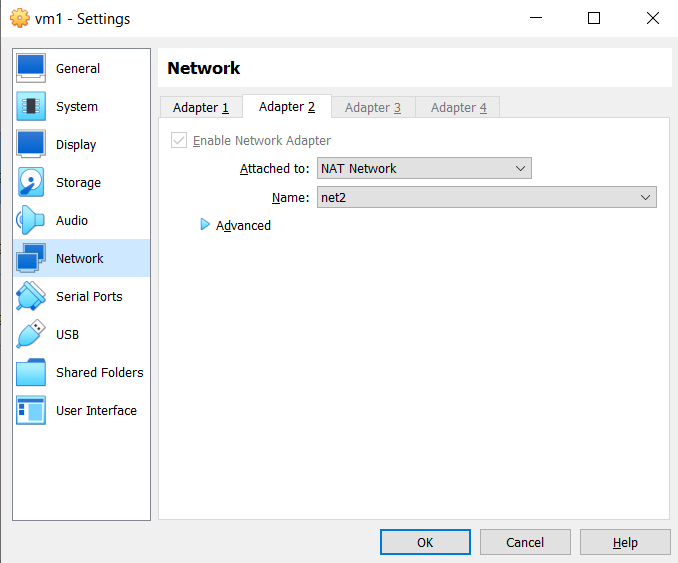 vm1 - Settings
General
System
Display
Storage
Audio
Network
Serial Ports
USB
Shared Folders
User Interface
Network
Adapter 1 Adapter 2 Adapter 3 Adapter 4
Enable Network Adapter
Attached to: NAT Network
Name: net2
Advanced
OK Cancel Help